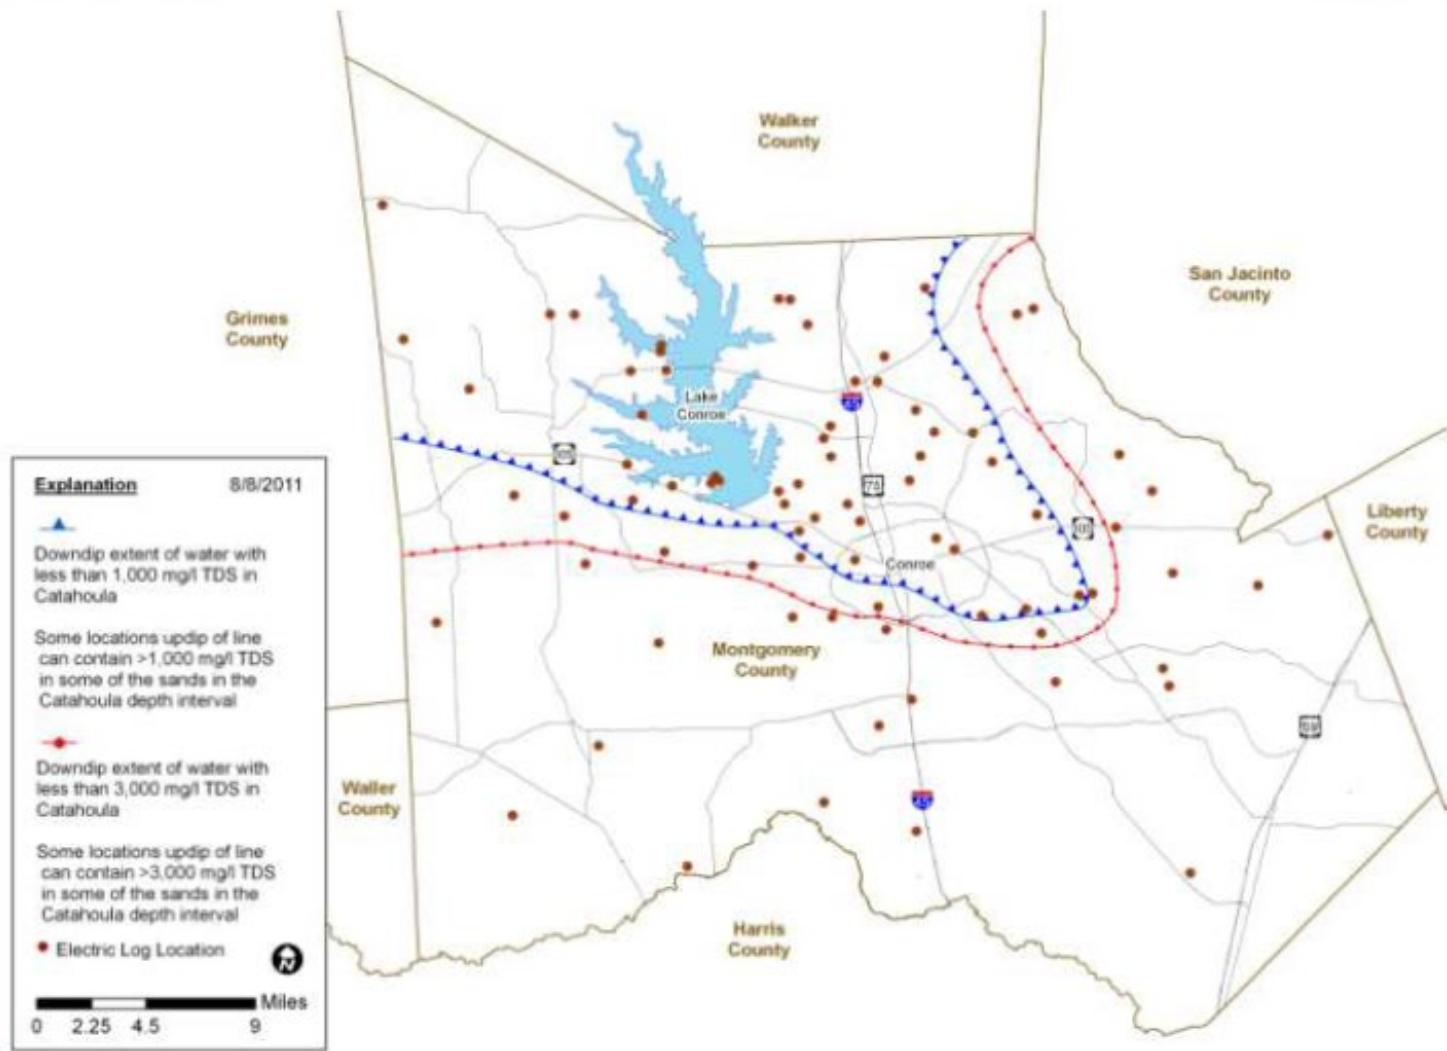 Walker
County
San Jacinto
County
Grimes
County
Lake
Conroe
45
75
105
Liberty
County
Conroe
Montgomery
County
59
Waller
County
45
Harris
County
Explanation 8/8/2011
Downdip extent of water with
less than 1,000 mg/l TDS in
Catahoula
Some locations updip of line
can contain >1,000 mg/l TDS
in some of the sands in the
Catahoula depth interval
Downdip extent of water with
less than 3,000 mg/l TDS in
Catahoula
Some locations updip of line
can contain >3,000 mg/l TDS
in some of the sands in the
Catahoula depth interval
Electric Log Location
N
Miles
0 2.25 4.5 9